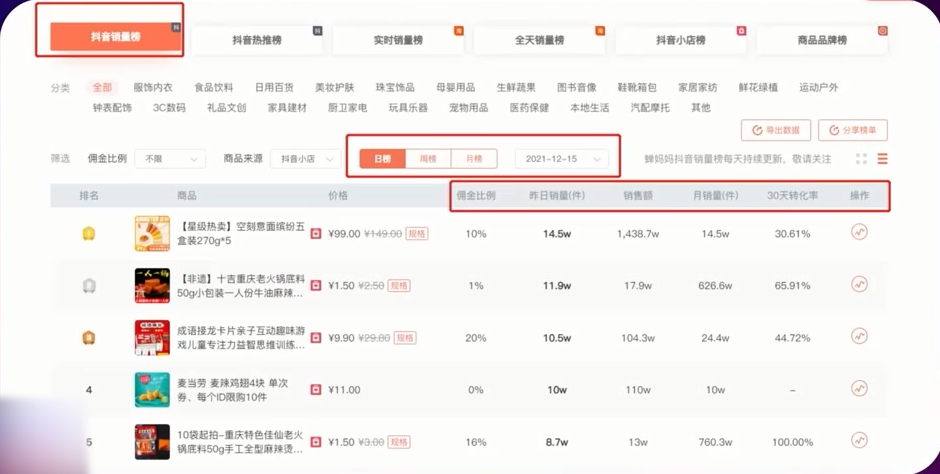 抖音销量榜
抖音热推榜
实时销量榜
全天销量榜
抖音小店榜
商品品牌榜
分类 全部 服饰内衣 食品饮料 日用百货 美妆护肤 珠宝饰品 母婴用品 生鲜蔬果 图书音像 鞋靴箱包 家居家纺 鲜花绿植 运动户外
钟表配饰 3C数码 礼品文创 家具建材 厨卫家电 玩具乐器 宠物用品 医药保健 本地生活 汽配摩托 其他
导出数据 分享榜单
筛选 佣金比例 不限 商品来源 抖音小店 日榜 周榜 月榜 2021-12-15 蝉妈妈抖音销量榜每天持续更新，敬请关注
排名 商品 价格 佣金比例 昨日销量(件) 销售额 月销量(件) 30天转化率 操作
【星级热卖】空刻意面缤纷五
盒装270g*5
¥99.00 ¥149.00 规格 10% 14.5w 1,438.7w 14.5w 30.61%
【非遗】十吉重庆老火锅底料
50g小包装一人份牛油麻辣...
¥1.50 ¥2.50 规格 1% 11.9w 17.9w 626.6w 65.91%
成语接龙卡片亲子互动趣味游
戏儿童专注力益智思维训练...
¥9.90 ¥29.80 规格 20% 10.5w 104.3w 24.4w 44.72%
4 麦当劳 麦辣鸡翅4块 单次
券、每个ID限购10件
¥11.00 0% 10w 110w 10w –
5 10袋起拍-重庆特色佳仙老火
锅底料50g手工全型麻辣烫...
¥1.50 ¥3.00 规格 16% 8.7w 13w 760.3w 100.00%